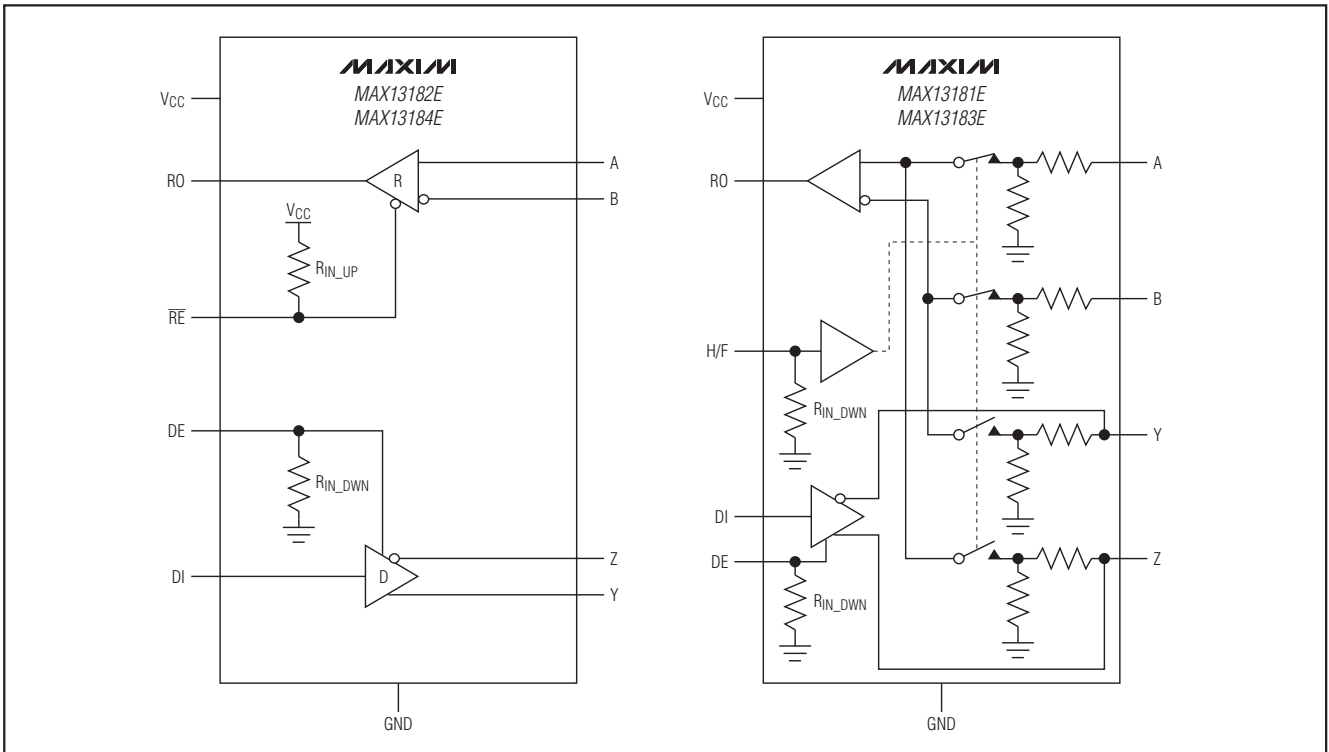 MAXIM
MAX13182E
MAX13184E
VCC
RO
R
A
B
VCC
RIN_UP
RE
DE
RIN_DWN
DI
D
Z
Y
GND
MAXIM
MAX13181E
MAX13183E
VCC
RO
A
B
H/F
RIN_DWN
Y
DI
DE
RIN_DWN
Z
GND